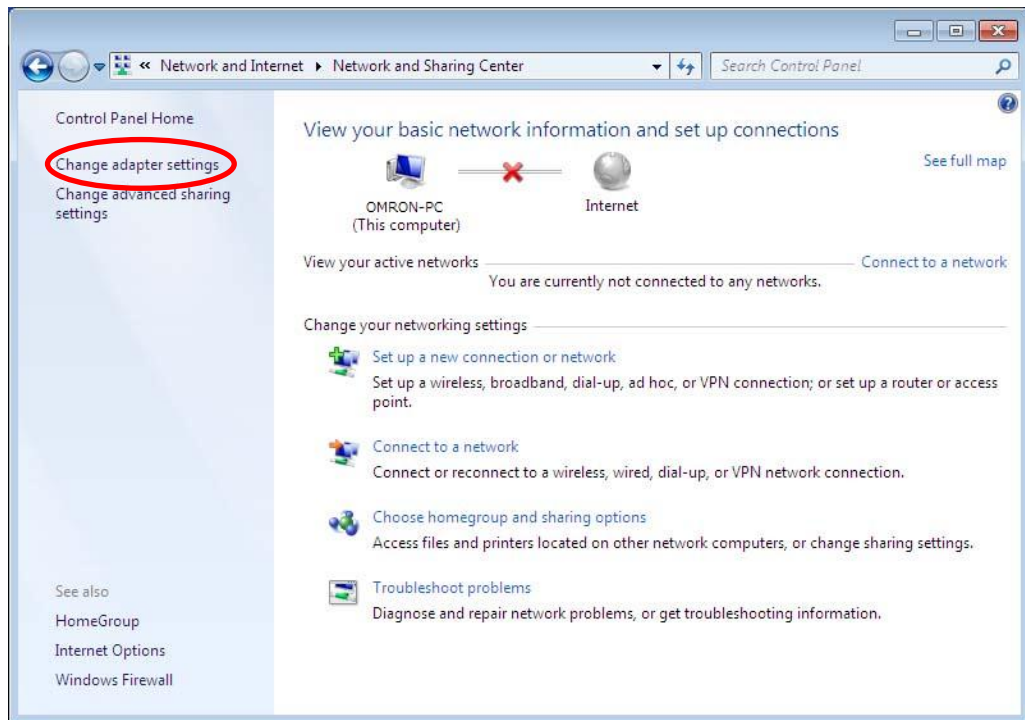 « Network and Internet ▸ Network and Sharing Center
Search Control Panel
Control Panel Home
Change adapter settings
Change advanced sharing
settings
View your basic network information and set up connections
See full map
OMRON-PC
(This computer)
Internet
View your active networks
Connect to a network
You are currently not connected to any networks.
Change your networking settings
Set up a new connection or network
Set up a wireless, broadband, dial-up, ad hoc, or VPN connection; or set up a router or access
point.
Connect to a network
Connect or reconnect to a wireless, wired, dial-up, or VPN network connection.
Choose homegroup and sharing options
Access files and printers located on other network computers, or change sharing settings.
Troubleshoot problems
Diagnose and repair network problems, or get troubleshooting information.
See also
HomeGroup
Internet Options
Windows Firewall